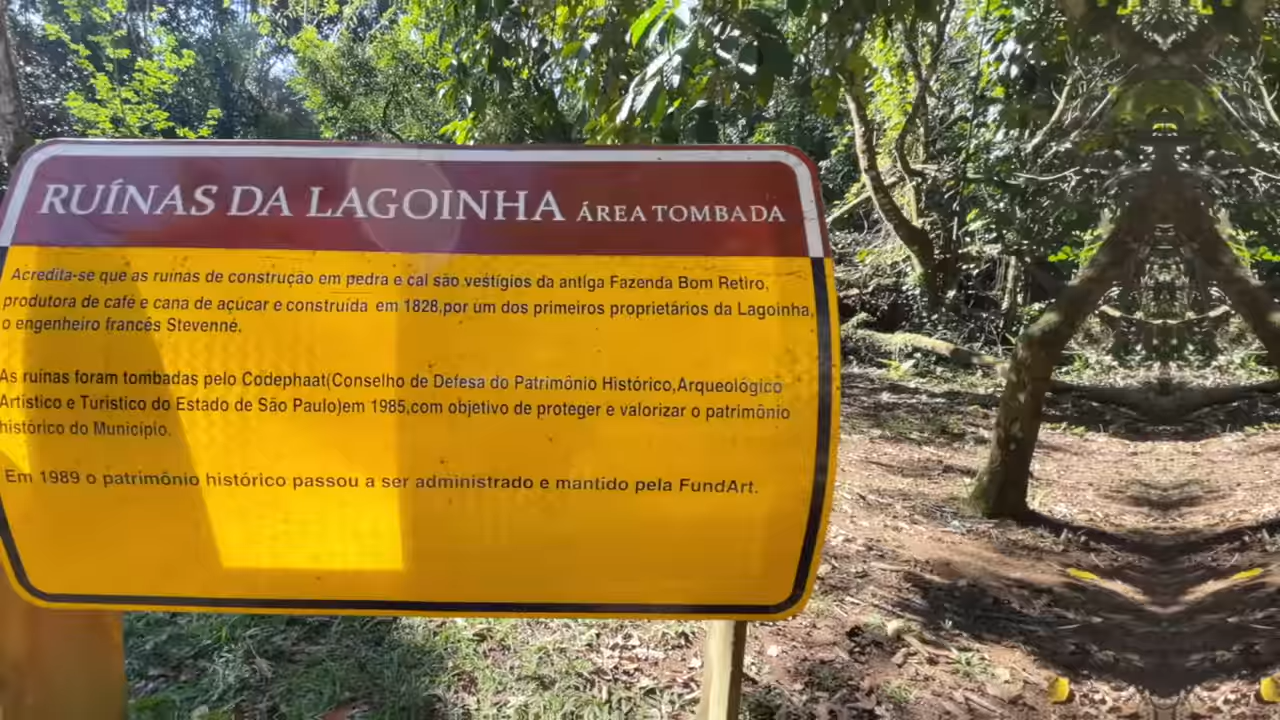 RUÍNAS DA LAGOINHA ÁREA TOMBADA
Acredita-se que as ruínas de construção em pedra e cal são vestígios da antiga Fazenda Bom Retiro,
produtora de café e cana de açúcar e construída em 1828,por um dos primeiros proprietários da Lagoinha,
o engenheiro francês Stevenné.
As ruínas foram tombadas pelo Codephaat(Conselho de Defesa do Patrimônio Histórico,Arqueológico
Artístico e Turístico do Estado de São Paulo)em 1985,com objetivo de proteger e valorizar o patrimônio
histórico do Município.
Em 1989 o patrimônio histórico passou a ser administrado e mantido pela FundArt.